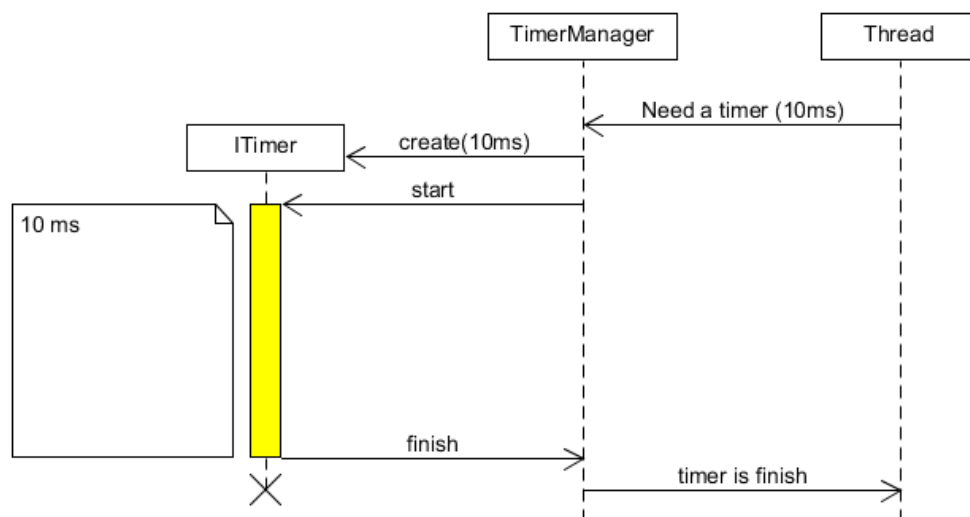 TimerManager
Thread
Need a timer (10ms)
ITimer
create(10ms)
start
10 ms
finish
timer is finish